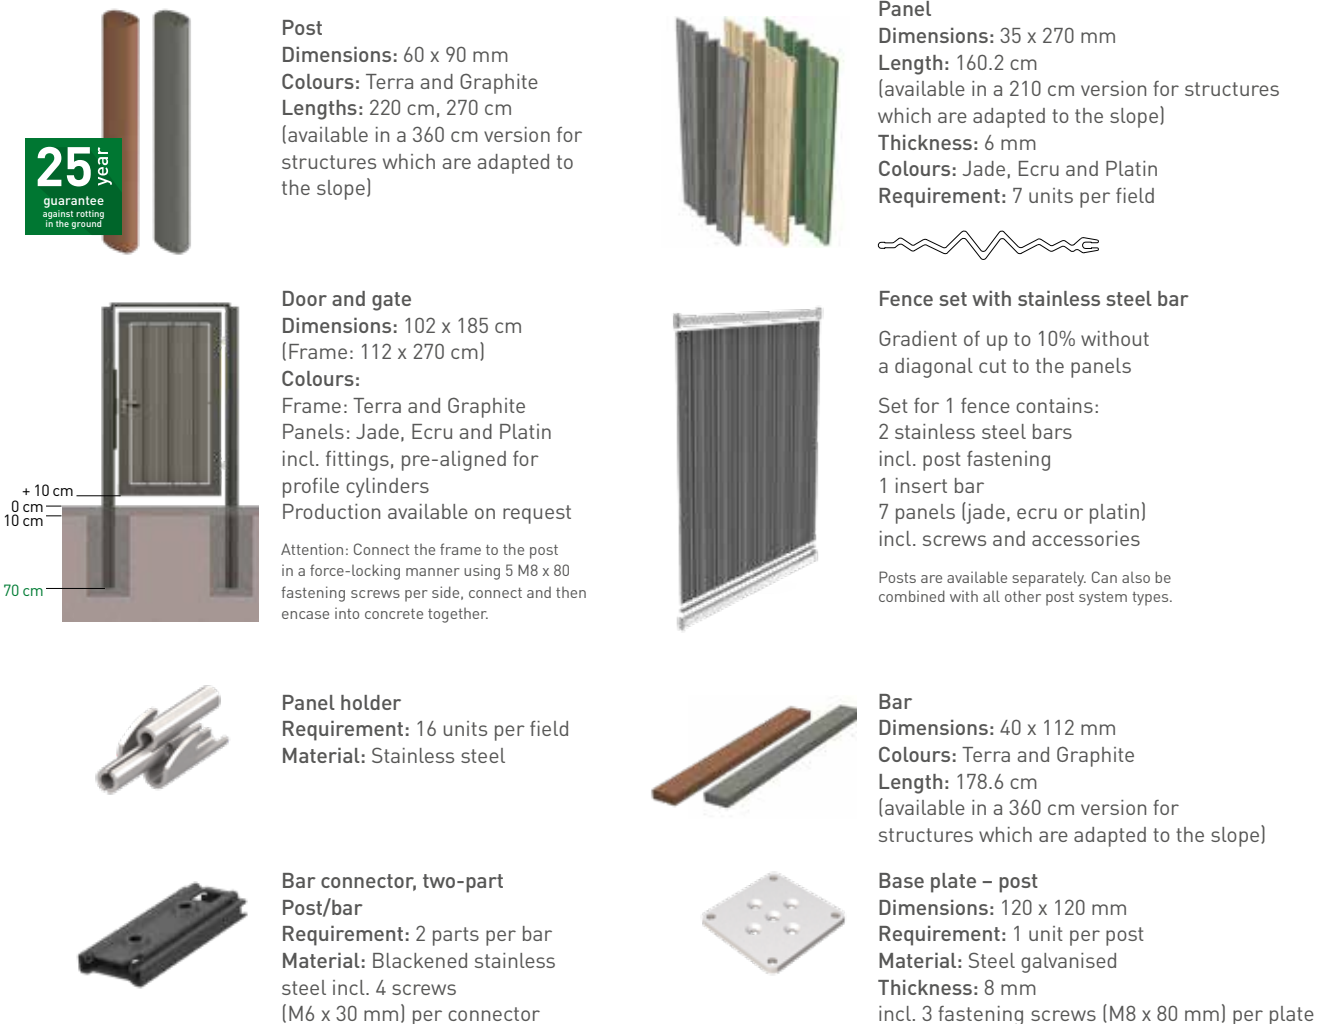 25
year
guarantee
against rotting
in the ground
Post
Dimensions: 60 x 90 mm
Colours: Terra and Graphite
Lengths: 220 cm, 270 cm
(available in a 360 cm version for
structures which are adapted to
the slope)
Panel
Dimensions: 35 x 270 mm
Length: 160.2 cm
(available in a 210 cm version for structures
which are adapted to the slope)
Thickness: 6 mm
Colours: Jade, Ecru and Platin
Requirement: 7 units per field
+ 10 cm
0 cm
10 cm
70 cm
Door and gate
Dimensions: 102 x 185 cm
(Frame: 112 x 270 cm)
Colours:
Frame: Terra and Graphite
Panels: Jade, Ecru and Platin
incl. fittings, pre-aligned for
profile cylinders
Production available on request
Attention: Connect the frame to the post
in a force-locking manner using 5 M8 x 80
fastening screws per side, connect and then
encase into concrete together.
Fence set with stainless steel bar
Gradient of up to 10% without
a diagonal cut to the panels
Set for 1 fence contains:
2 stainless steel bars
incl. post fastening
1 insert bar
7 panels (jade, ecru or platin)
incl. screws and accessories
Posts are available separately. Can also be
combined with all other post system types.
Panel holder
Requirement: 16 units per field
Material: Stainless steel
Bar
Dimensions: 40 x 112 mm
Colours: Terra and Graphite
Length: 178.6 cm
(available in a 360 cm version for
structures which are adapted to the slope)
Bar connector, two-part
Post/bar
Requirement: 2 parts per bar
Material: Blackened stainless
steel incl. 4 screws
(M6 x 30 mm) per connector
Base plate – post
Dimensions: 120 x 120 mm
Requirement: 1 unit per post
Material: Steel galvanised
Thickness: 8 mm
incl. 3 fastening screws (M8 x 80 mm) per plate